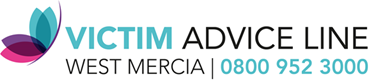 VICTIM ADVICE LINE
WEST MERCIA | 0800 952 3000